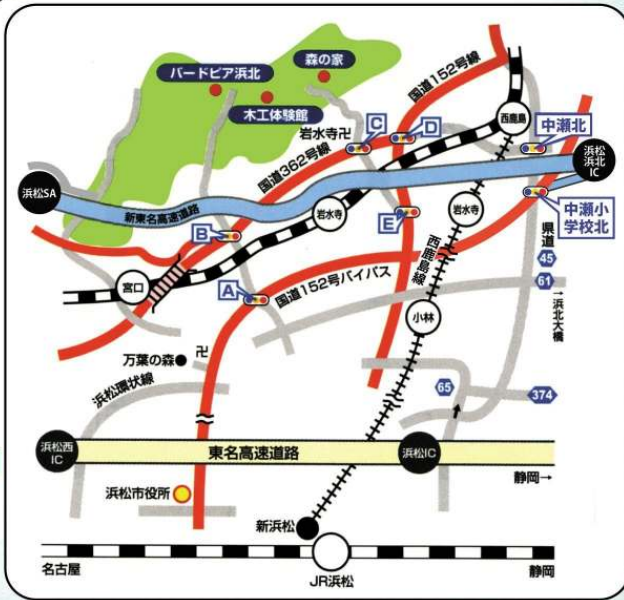 国道152号線
森の家
バードピア浜北
木工体験館
岩水寺卍
C
D
西鹿島
中瀬北
国道362号線
浜松
浜北
IC
浜松SA
新東名高速道路
岩水寺
岩水寺
中瀬小
学校北
B
E
県道
45
61
→浜北大橋
宮口
A
国道152号バイパス
西鹿島線
小林
万葉の森
卍
浜松環状線
65
374
浜松西
IC
東名高速道路
浜松IC
静岡→
浜松市役所
新浜松
名古屋
JR浜松
静岡